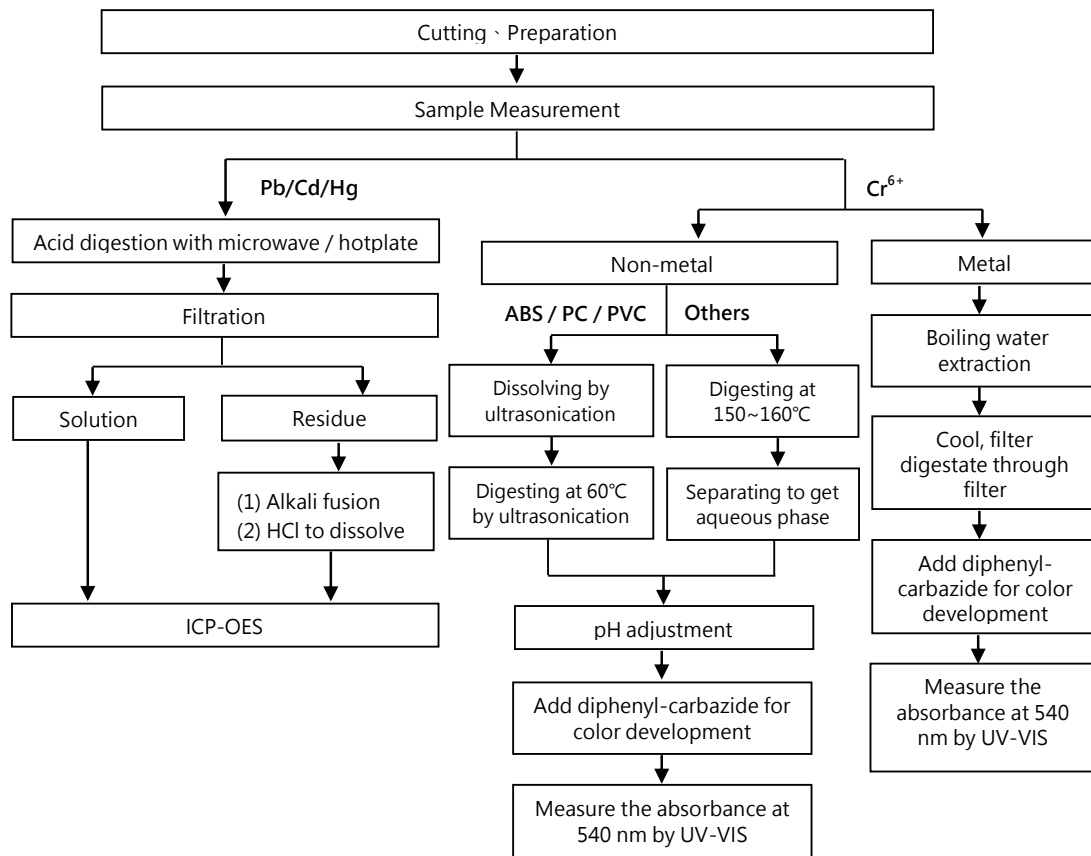 Cutting、Preparation
Sample Measurement
Pb/Cd/Hg
Cr⁶⁺
Acid digestion with microwave / hotplate
Filtration
Solution
Residue
(1) Alkali fusion
(2) HCl to dissolve
ICP-OES
Non-metal
ABS / PC / PVC
Others
Dissolving by
ultrasonication
Digesting at
150~160℃
Digesting at 60℃
by ultrasonication
Separating to get
aqueous phase
pH adjustment
Add diphenyl-carbazide for
color development
Measure the absorbance at
540 nm by UV-VIS
Metal
Boiling water
extraction
Cool, filter
digestate through
filter
Add diphenyl-
carbazide for color
development
Measure the
absorbance at 540
nm by UV-VIS